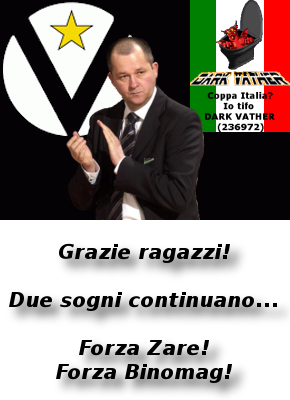 DARK VATHER
Coppa Italia?
Io tifo
DARK VATHER
(236972)
Grazie ragazzi!
Due sogni continuano...
Forza Zare!
Forza Binomag!